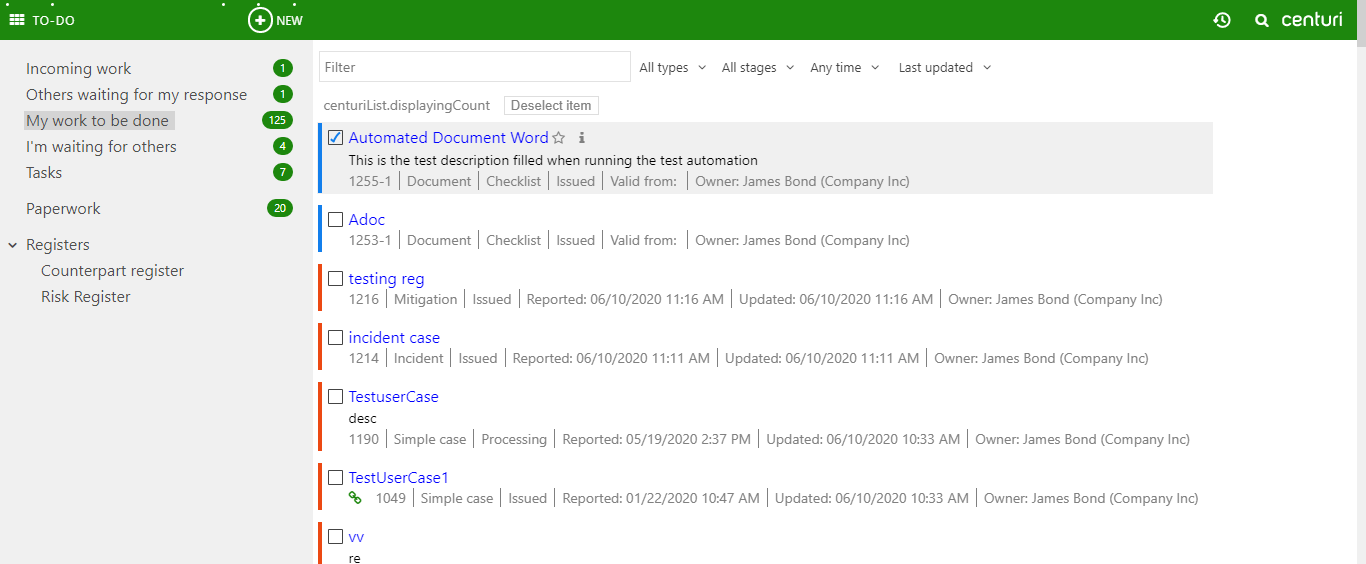 TO-DO NEW centuri
Incoming work 1
Others waiting for my response 1
My work to be done 125
I'm waiting for others 4
Tasks 7
Paperwork 20
Registers
Counterpart register
Risk Register
Filter All types All stages Any time Last updated
centuriList.displayingCount Deselect item
Automated Document Word
This is the test description filled when running the test automation
1255-1 Document Checklist Issued Valid from: Owner: James Bond (Company Inc)
Adoc
1253-1 Document Checklist Issued Valid from: Owner: James Bond (Company Inc)
testing reg
1216 Mitigation Issued Reported: 06/10/2020 11:16 AM Updated: 06/10/2020 11:16 AM Owner: James Bond (Company Inc)
incident case
1214 Incident Issued Reported: 06/10/2020 11:11 AM Updated: 06/10/2020 11:11 AM Owner: James Bond (Company Inc)
TestuserCase
desc
1190 Simple case Processing Reported: 05/19/2020 2:37 PM Updated: 06/10/2020 10:33 AM Owner: James Bond (Company Inc)
TestUserCase1
1049 Simple case Issued Reported: 01/22/2020 10:47 AM Updated: 06/10/2020 10:33 AM Owner: James Bond (Company Inc)
vv
re